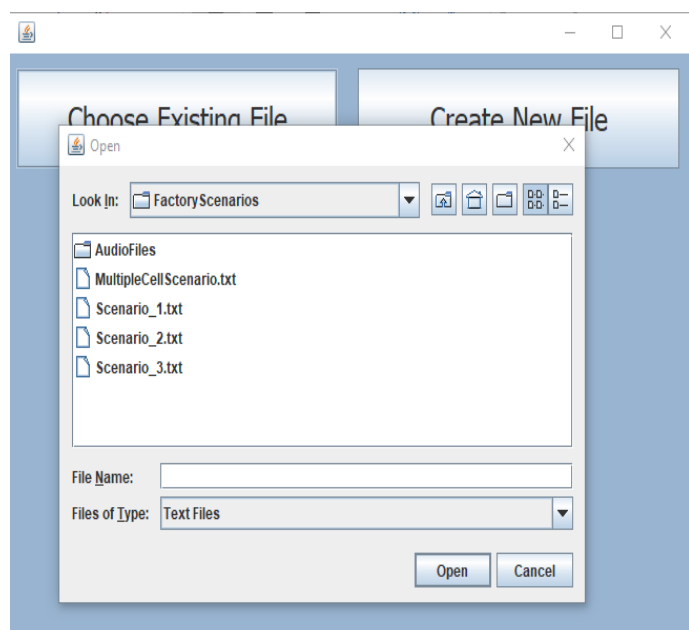 Choose Existing File
Create New File
Open
Look In: FactoryScenarios
AudioFiles
MultipleCellScenario.txt
Scenario_1.txt
Scenario_2.txt
Scenario_3.txt
File Name:
Files of Type: Text Files
Open Cancel